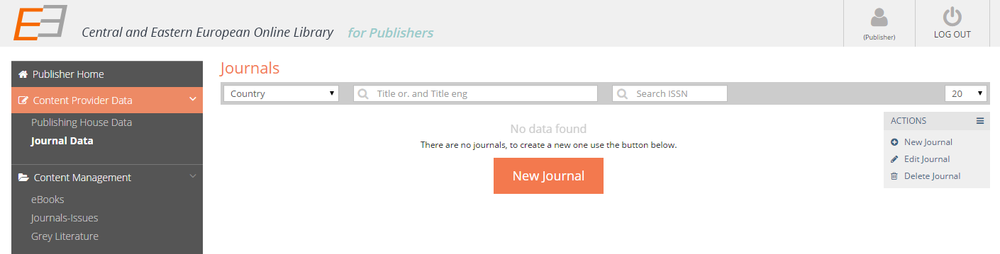 Central and Eastern European Online Library for Publishers
(Publisher)
LOG OUT
Publisher Home
Content Provider Data
Publishing House Data
Journal Data
Content Management
eBooks
Journals-Issues
Grey Literature
Journals
Country
Title or. and Title eng
Search ISSN
20
No data found
There are no journals, to create a new one use the button below.
New Journal
ACTIONS
New Journal
Edit Journal
Delete Journal